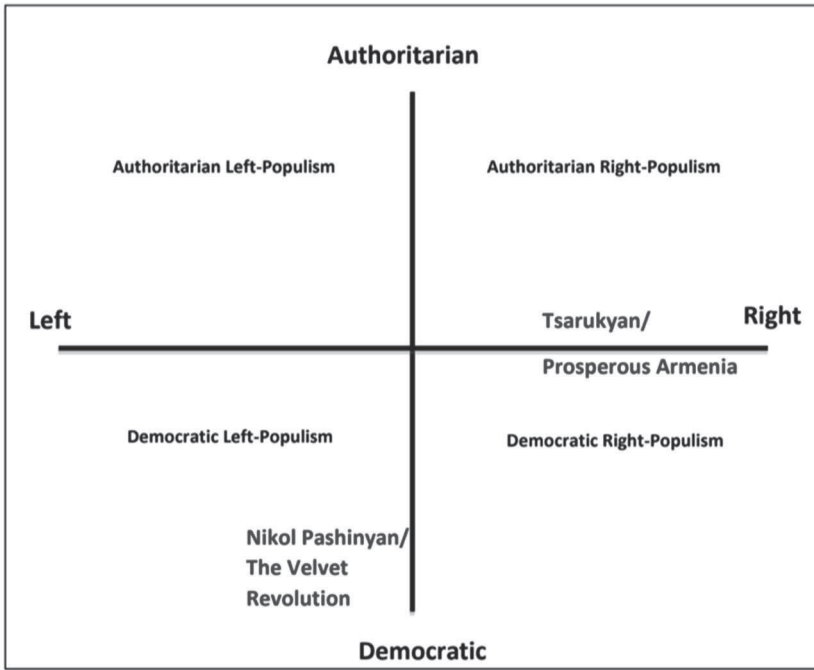 Authoritarian
Authoritarian Left-Populism
Authoritarian Right-Populism
Left
Tsarukyan/
Right
Prosperous Armenia
Democratic Left-Populism
Democratic Right-Populism
Nikol Pashinyan/
The Velvet
Revolution
Democratic